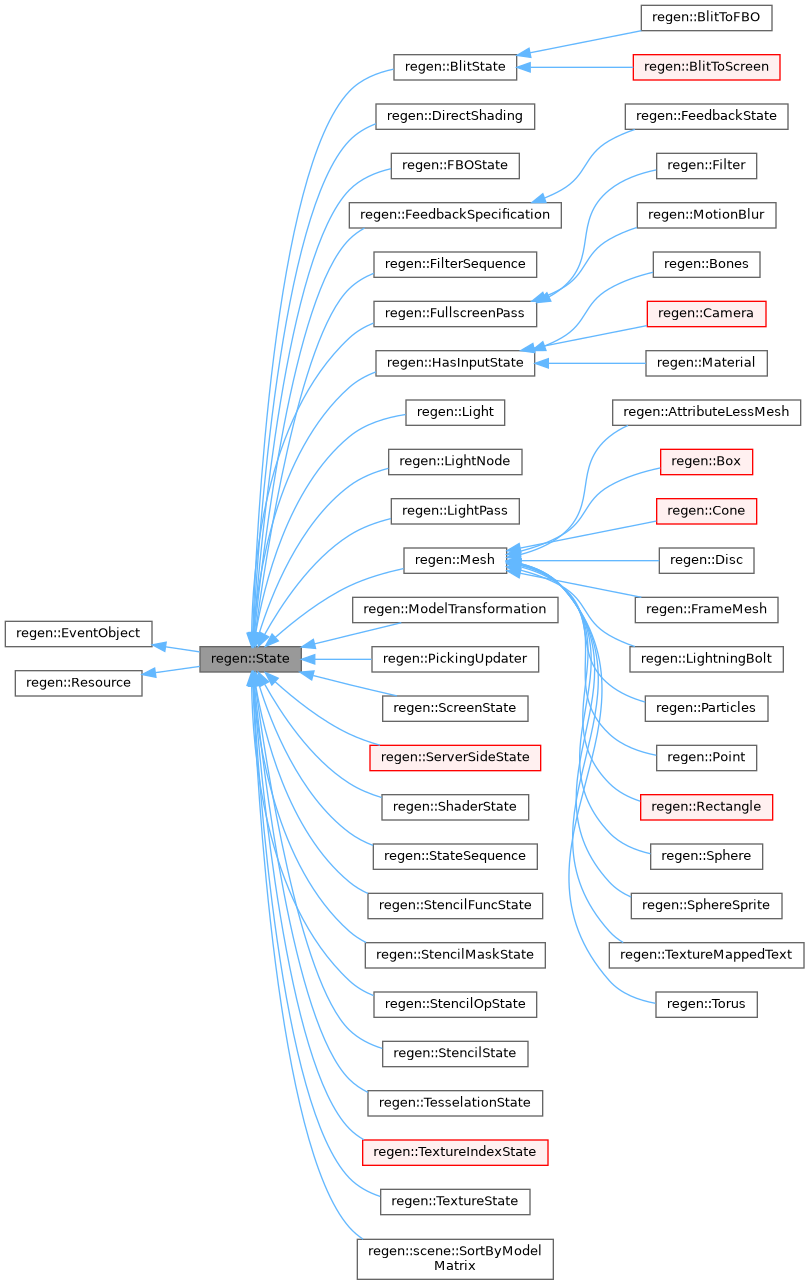 regen::BlitToFBO
regen::BlitState
regen::BlitToScreen
regen::DirectShading
regen::FeedbackState
regen::FBOState
regen::Filter
regen::FeedbackSpecification
regen::MotionBlur
regen::FilterSequence
regen::Bones
regen::FullscreenPass
regen::Camera
regen::HasInputState
regen::Material
regen::Light
regen::AttributeLessMesh
regen::LightNode
regen::Box
regen::LightPass
regen::Cone
regen::Mesh
regen::Disc
regen::ModelTransformation
regen::FrameMesh
regen::EventObject
regen::State
regen::PickingUpdater
regen::LightningBolt
regen::Resource
regen::ScreenState
regen::Particles
regen::ServerSideState
regen::Point
regen::ShaderState
regen::Rectangle
regen::StateSequence
regen::Sphere
regen::StencilFuncState
regen::SphereSprite
regen::StencilMaskState
regen::TextureMappedText
regen::StencilOpState
regen::Torus
regen::StencilState
regen::TesselationState
regen::TextureIndexState
regen::TextureState
regen::scene::SortByModel
Matrix